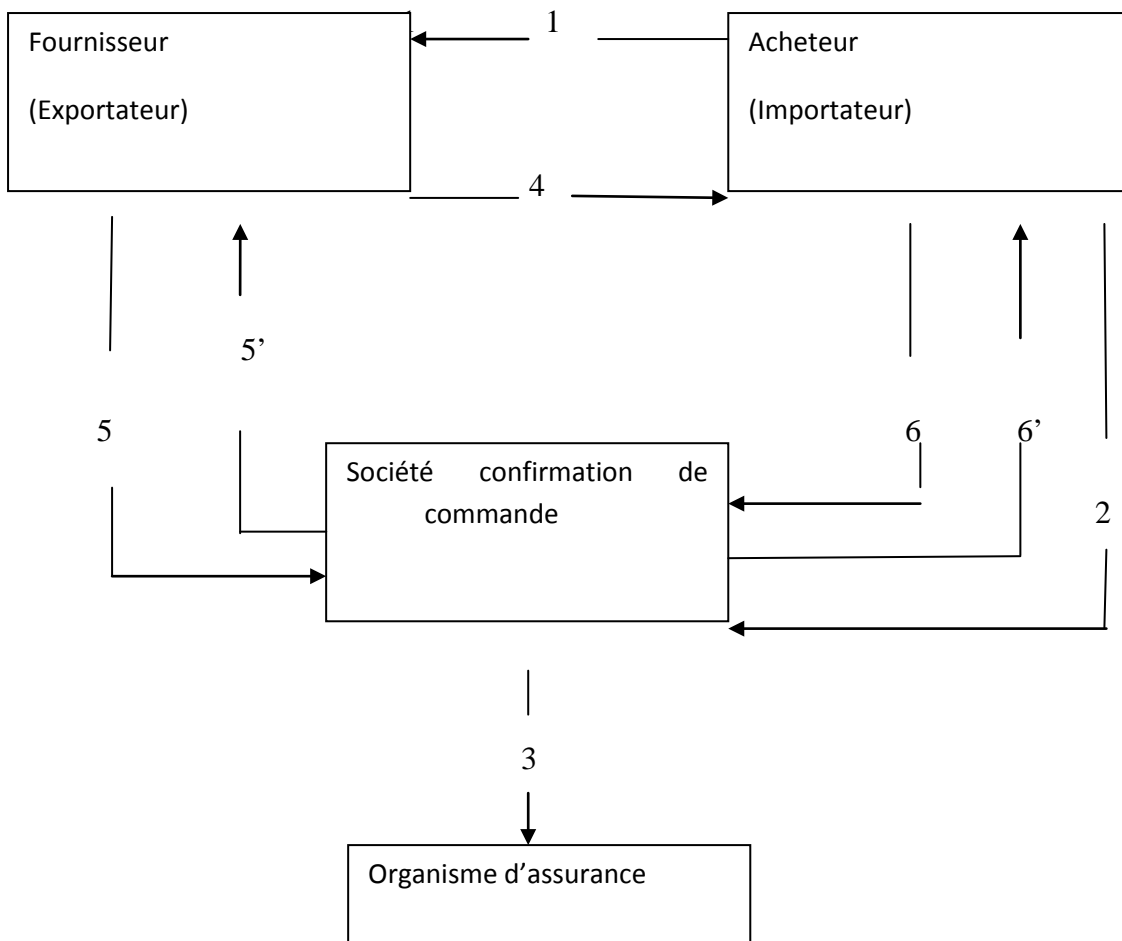 Fournisseur
(Exportateur)
1
Acheteur
(Importateur)
4
5’
5
6
6’
2
Société confirmation de
commande
3
Organisme d’assurance